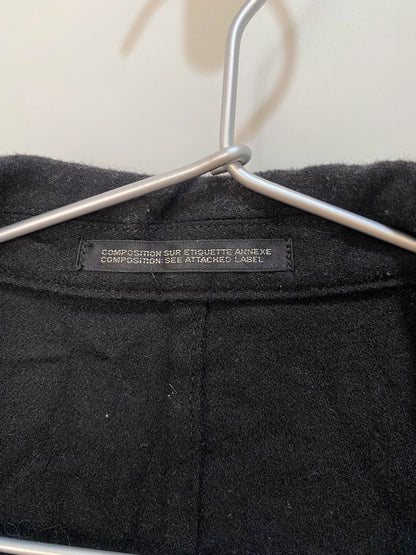 COMPOSITION SUR ETIQUETTE ANNEXE
COMPOSITION: SEE ATTACHED LABEL